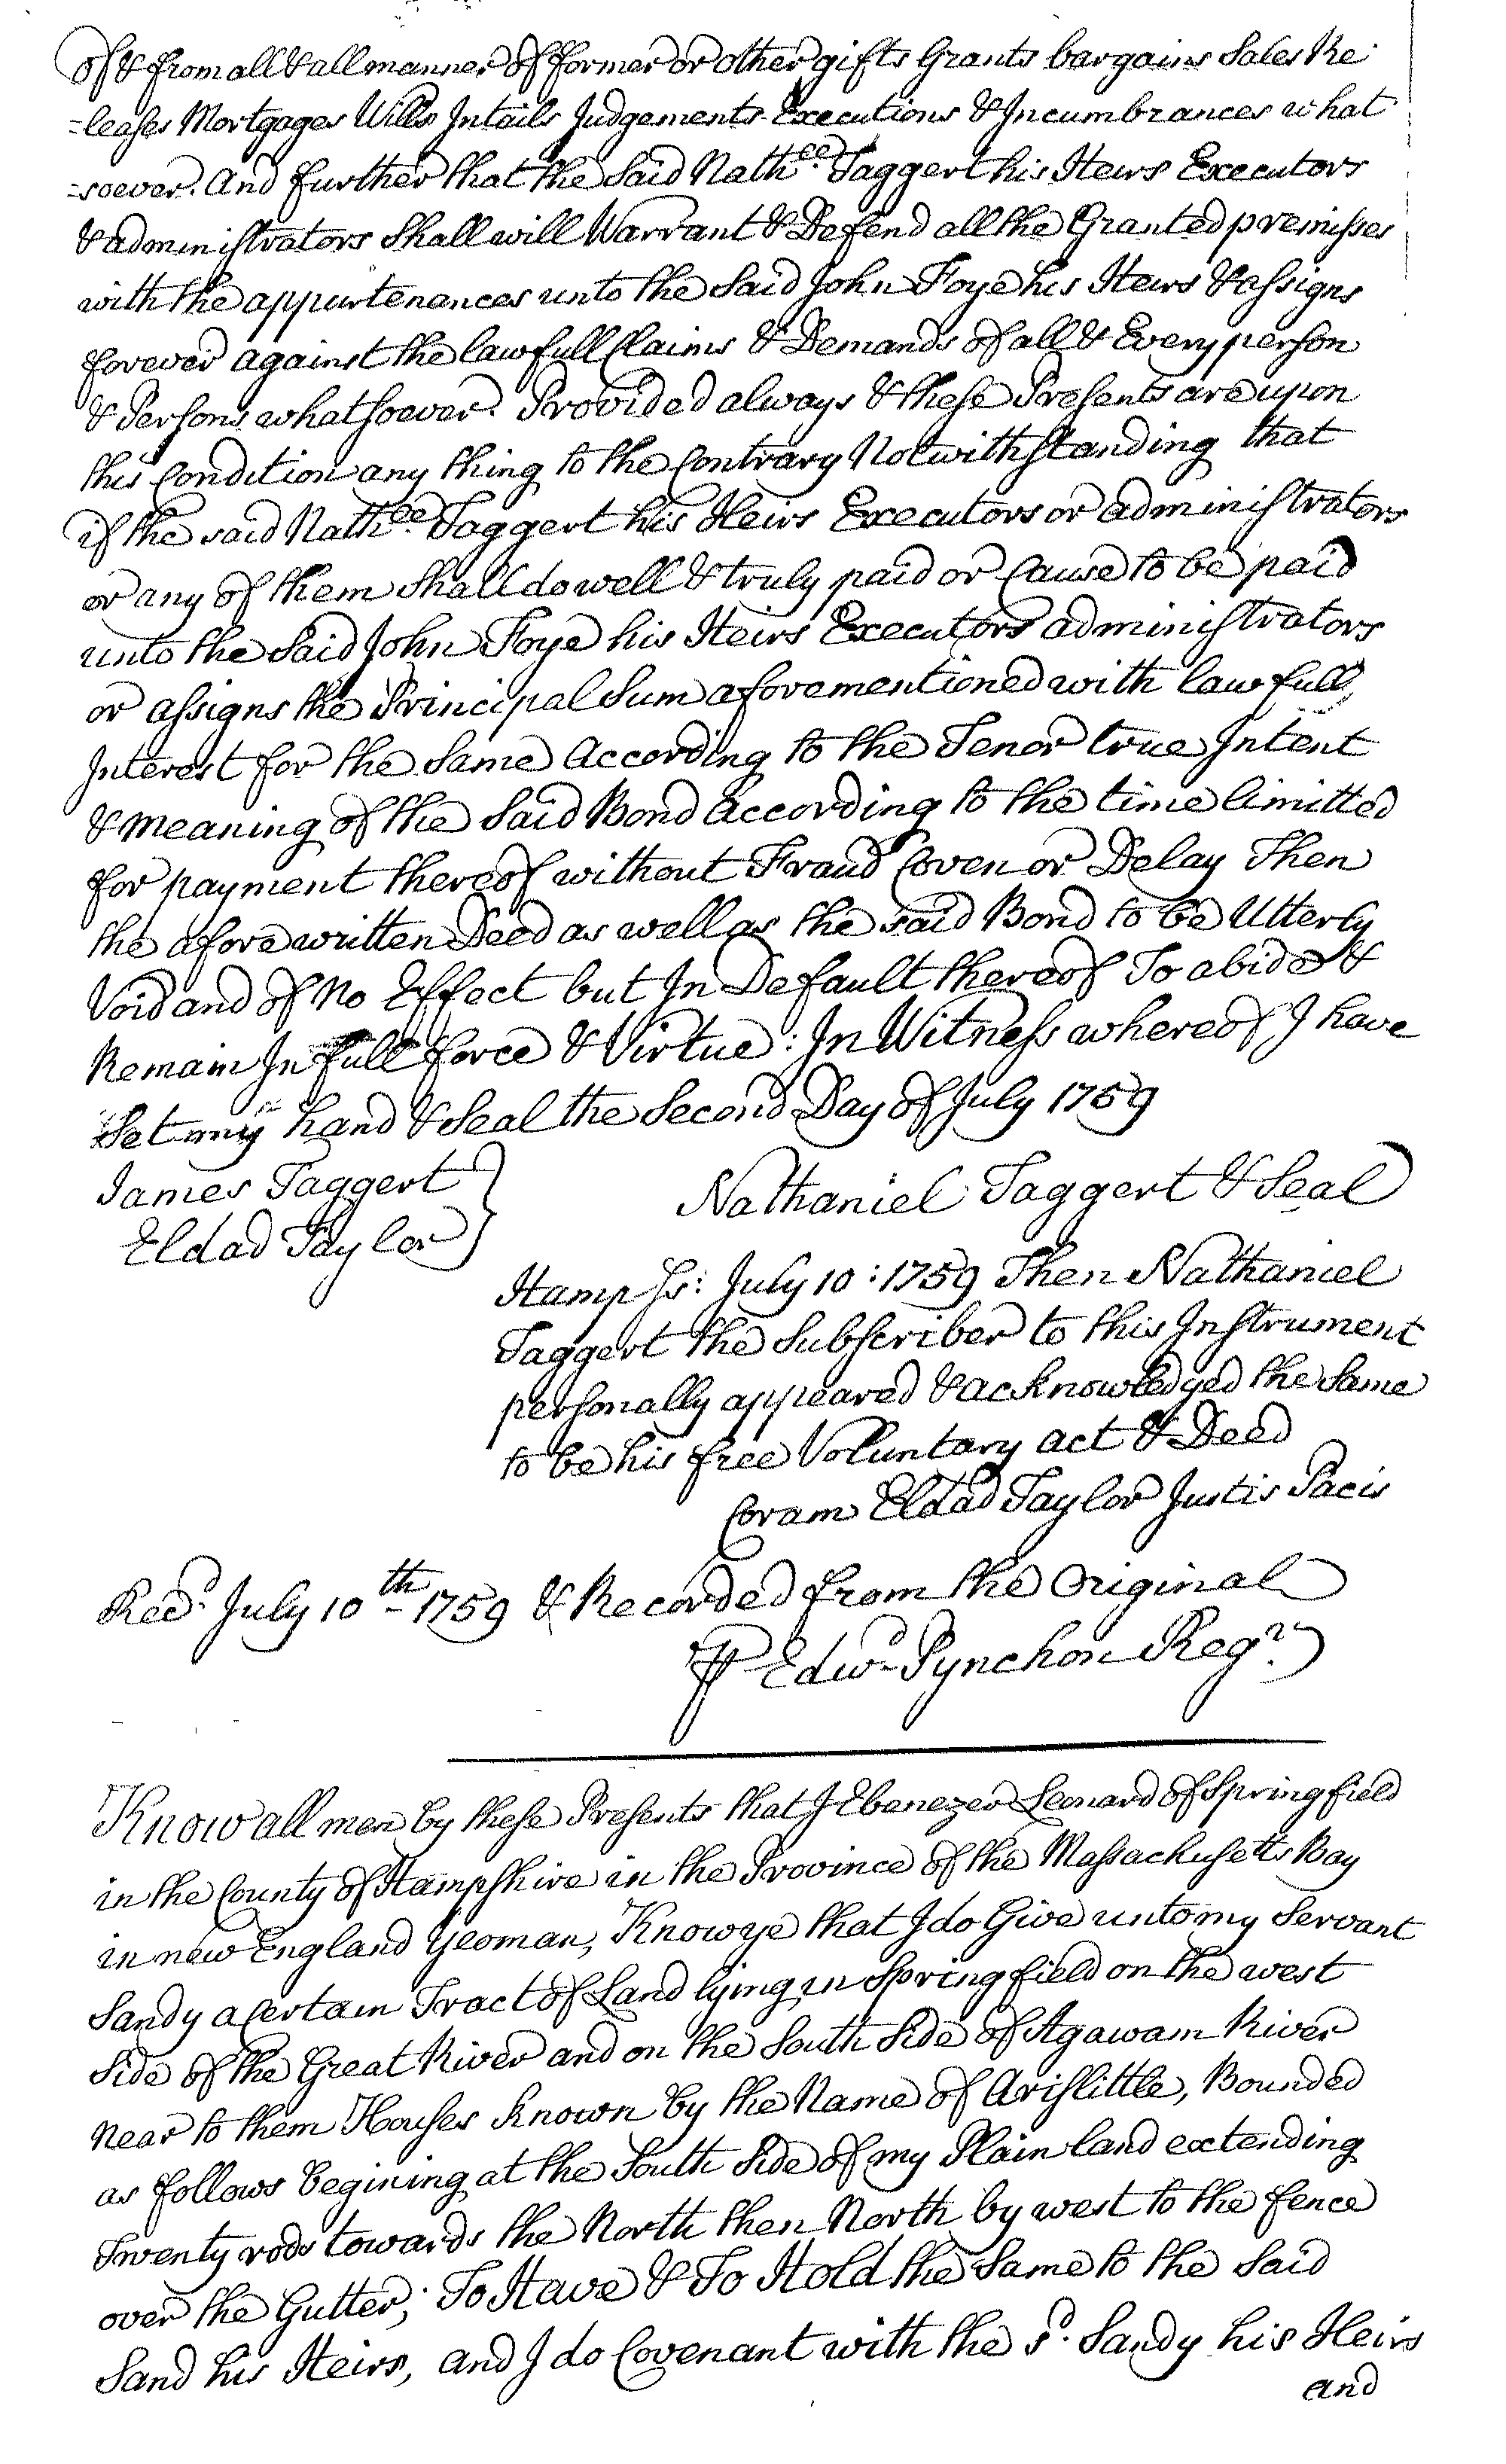 of & from all & all manner of former or other gifts Grants bargains Sales Re
=leases Mortgages Wills Intails Judgements Executions & Incumbrances what
=soever. And further that the Said Nath:ll Taggert his Heirs Executors
& administrators Shall will Warrant & Defend all the Granted premisses
with the appurtenances unto the Said John Foye his Heirs & assigns
forever against the lawfull Claims & Demands of all & Every person
& Persons whatsoever. Provided always & these Presents are upon
this Condition any thing to the Contrary Notwithstanding that
if the said Nath:ll Taggert his Heirs Executors or administrators
or any of them Shall do well & truly paid or Cause to be paid
unto the Said John Foye his Heirs Executors administrators
or assigns the Principal Sum aforementioned with lawfull
Interest for the Same According to the Tenor true Intent
& meaning of the Said Bond According to the time limitted
for payment thereof without Fraud Coven or Delay Then
the afore written Deed as well as the said Bond to be Utterly
Void and of No Effect but In Default thereof To abide &
Remain In full force & Virtue: In Witness whereof I have
Set my hand & Seal the Second Day of July 1759
James Taggert }
Eldad Taylor }
Nathaniel Taggert & Seal
Hamp Ss: July 10: 1759 Then Nathaniel
Taggert the Subscriber to this Instrument
personally appeared & acknowledged the Same
to be his free Voluntary act & Deed
Coram Eldad Taylor Justis Pacis
Recd. July 10th 1759 & Recorded from the Original
P Edwd Pynchon Regr.
Know all men by these Presents that I Ebenezer Leonard of Springfield
in the County of Hampshire in the Province of the Massachusetts Bay
in new England Yeoman, Know ye that I do Give unto my Servant
Sandy a Certain Tract of Land lying in Springfield on the west
Side of the Great River and on the South Side of Agawam River
near to them Houses known by the Name of Arislittle, Bounded
as follows begining at the South Side of my Plain land extending
Twenty rods towards the North then North by west to the fence
over the Gutter; To Have & To Hold the Same to the Said
Sand his Heirs, and I do Covenant with the sd. Sandy his Heirs
and